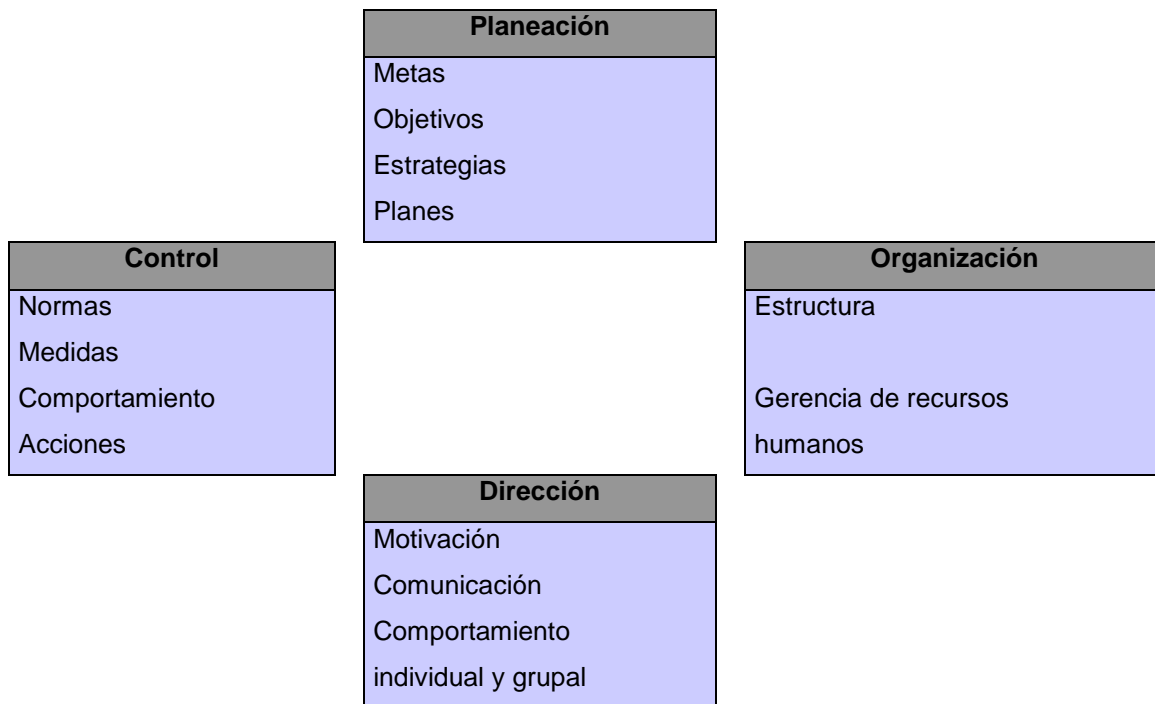 Planeación
Metas
Objetivos
Estrategias
Planes
Control
Normas
Medidas
Comportamiento
Acciones
Organización
Estructura
Gerencia de recursos
humanos
Dirección
Motivación
Comunicación
Comportamiento
individual y grupal